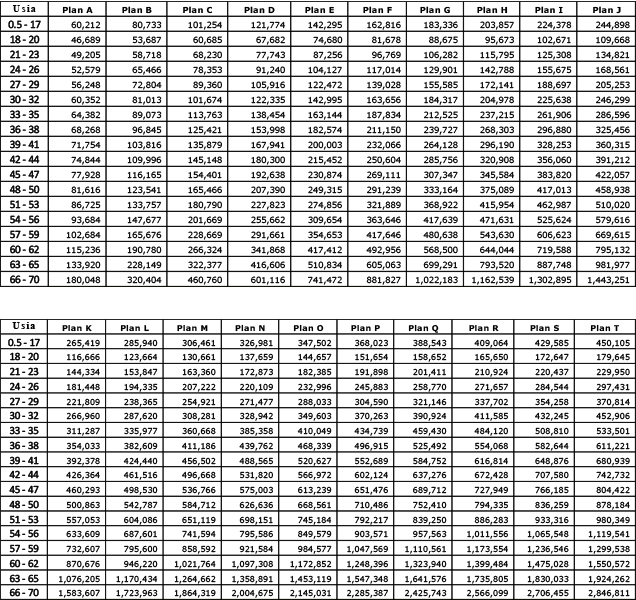 Usia Plan A Plan B Plan C Plan D Plan E Plan F Plan G Plan H Plan I Plan J
0.5 - 17 60,212 80,733 101,254 121,774 142,295 162,816 183,336 203,857 224,378 244,898
18 - 20 46,689 53,687 60,685 67,682 74,680 81,678 88,675 95,673 102,671 109,668
21 - 23 49,205 58,718 68,230 77,743 87,256 96,769 106,282 115,795 125,308 134,821
24 - 26 52,579 65,466 78,353 91,240 104,127 117,014 129,901 142,788 155,675 168,561
27 - 29 56,248 72,804 89,360 105,916 122,472 139,028 155,585 172,141 188,697 205,253
30 - 32 60,352 81,013 101,674 122,335 142,995 163,656 184,317 204,978 225,638 246,299
33 - 35 64,382 89,073 113,763 138,454 163,144 187,834 212,525 237,215 261,906 286,596
36 - 38 68,268 96,845 125,421 153,998 182,574 211,150 239,727 268,303 296,880 325,456
39 - 41 71,754 103,816 135,879 167,941 200,003 232,066 264,128 296,190 328,253 360,315
42 - 44 74,844 109,996 145,148 180,300 215,452 250,604 285,756 320,908 356,060 391,212
45 - 47 77,928 116,165 154,401 192,638 230,874 269,111 307,347 345,584 383,820 422,057
48 - 50 81,616 123,541 165,466 207,390 249,315 291,239 333,164 375,089 417,013 458,938
51 - 53 86,725 133,757 180,790 227,823 274,856 321,889 368,922 415,954 462,987 510,020
54 - 56 93,684 147,677 201,669 255,662 309,654 363,646 417,639 471,631 525,624 579,616
57 - 59 102,684 165,676 228,669 291,661 354,653 417,646 480,638 543,630 606,623 669,615
60 - 62 115,236 190,780 266,324 341,868 417,412 492,956 568,500 644,044 719,588 795,132
63 - 65 133,920 228,149 322,377 416,606 510,834 605,063 699,291 793,520 887,748 981,977
66 - 70 180,048 320,404 460,760 601,116 741,472 881,827 1,022,183 1,162,539 1,302,895 1,443,251
Usia Plan K Plan L Plan M Plan N Plan O Plan P Plan Q Plan R Plan S Plan T
0.5 - 17 265,419 285,940 306,461 326,981 347,502 368,023 388,543 409,064 429,585 450,105
18 - 20 116,666 123,664 130,661 137,659 144,657 151,654 158,652 165,650 172,647 179,645
21 - 23 144,334 153,847 163,360 172,873 182,385 191,898 201,411 210,924 220,437 229,950
24 - 26 181,448 194,335 207,222 220,109 232,996 245,883 258,770 271,657 284,544 297,431
27 - 29 221,809 238,365 254,921 271,477 288,033 304,590 321,146 337,702 354,258 370,814
30 - 32 266,960 287,620 308,281 328,942 349,603 370,263 390,924 411,585 432,245 452,906
33 - 35 311,287 335,977 360,668 385,358 410,049 434,739 459,430 484,120 508,810 533,501
36 - 38 354,033 382,609 411,186 439,762 468,339 496,915 525,492 554,068 582,644 611,221
39 - 41 392,378 424,440 456,502 488,565 520,627 552,689 584,752 616,814 648,876 680,939
42 - 44 426,364 461,516 496,668 531,820 566,972 602,124 637,276 672,428 707,580 742,732
45 - 47 460,293 498,530 536,766 575,003 613,239 651,476 689,712 727,949 766,185 804,422
48 - 50 500,863 542,787 584,712 626,636 668,561 710,486 752,410 794,335 836,259 878,184
51 - 53 557,053 604,086 651,119 698,151 745,184 792,217 839,250 886,283 933,316 980,349
54 - 56 633,609 687,601 741,594 795,586 849,579 903,571 957,563 1,011,556 1,065,548 1,119,541
57 - 59 732,607 795,600 858,592 921,584 984,577 1,047,569 1,110,561 1,173,554 1,236,546 1,299,538
60 - 62 870,676 946,220 1,021,764 1,097,308 1,172,852 1,248,396 1,323,940 1,399,484 1,475,028 1,550,572
63 - 65 1,076,205 1,170,434 1,264,662 1,358,891 1,453,119 1,547,348 1,641,576 1,735,805 1,830,033 1,924,262
66 - 70 1,583,607 1,723,963 1,864,319 2,004,675 2,145,031 2,285,387 2,425,743 2,566,099 2,706,455 2,846,811